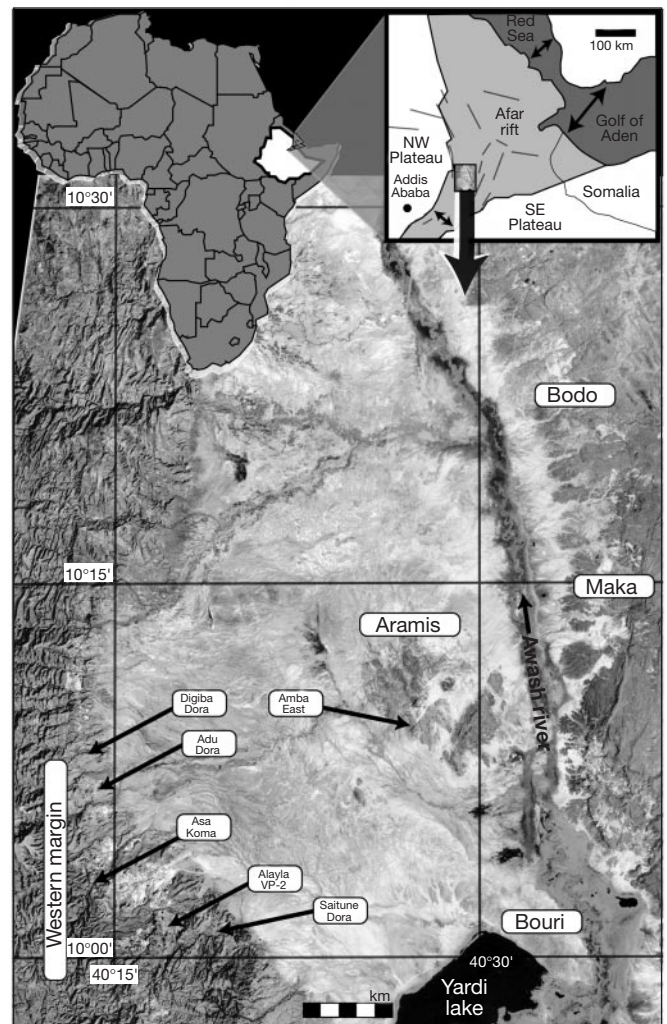 Red
Sea
100 km
Afar
rift
Golf of
Aden
NW
Plateau
Addis
Ababa
Somalia
SE
Plateau
10°30'
Bodo
10°15'
Maka
Aramis
Awash river
Digiba
Dora
Amba
East
Adu
Dora
Western margin
Asa
Koma
Alayla
VP-2
Saitune
Dora
Bouri
10°00'
40°15'
40°30'
km
Yardi
lake